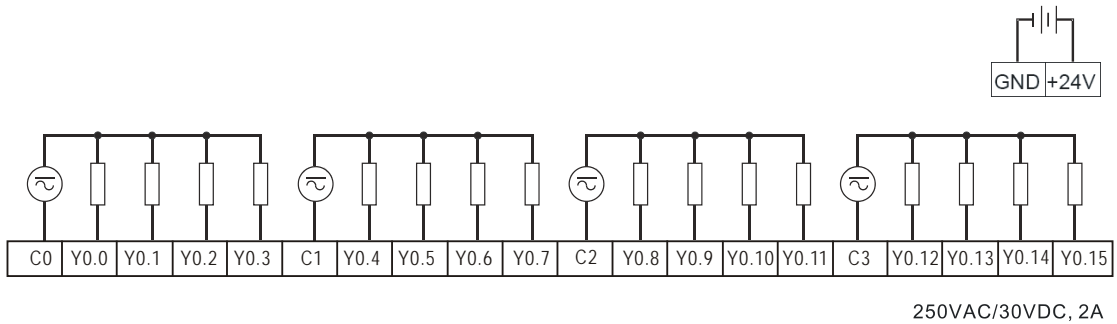 GND +24V
C0 Y0.0 Y0.1 Y0.2 Y0.3 C1 Y0.4 Y0.5 Y0.6 Y0.7 C2 Y0.8 Y0.9 Y0.10 Y0.11 C3 Y0.12 Y0.13 Y0.14 Y0.15
250VAC/30VDC, 2A